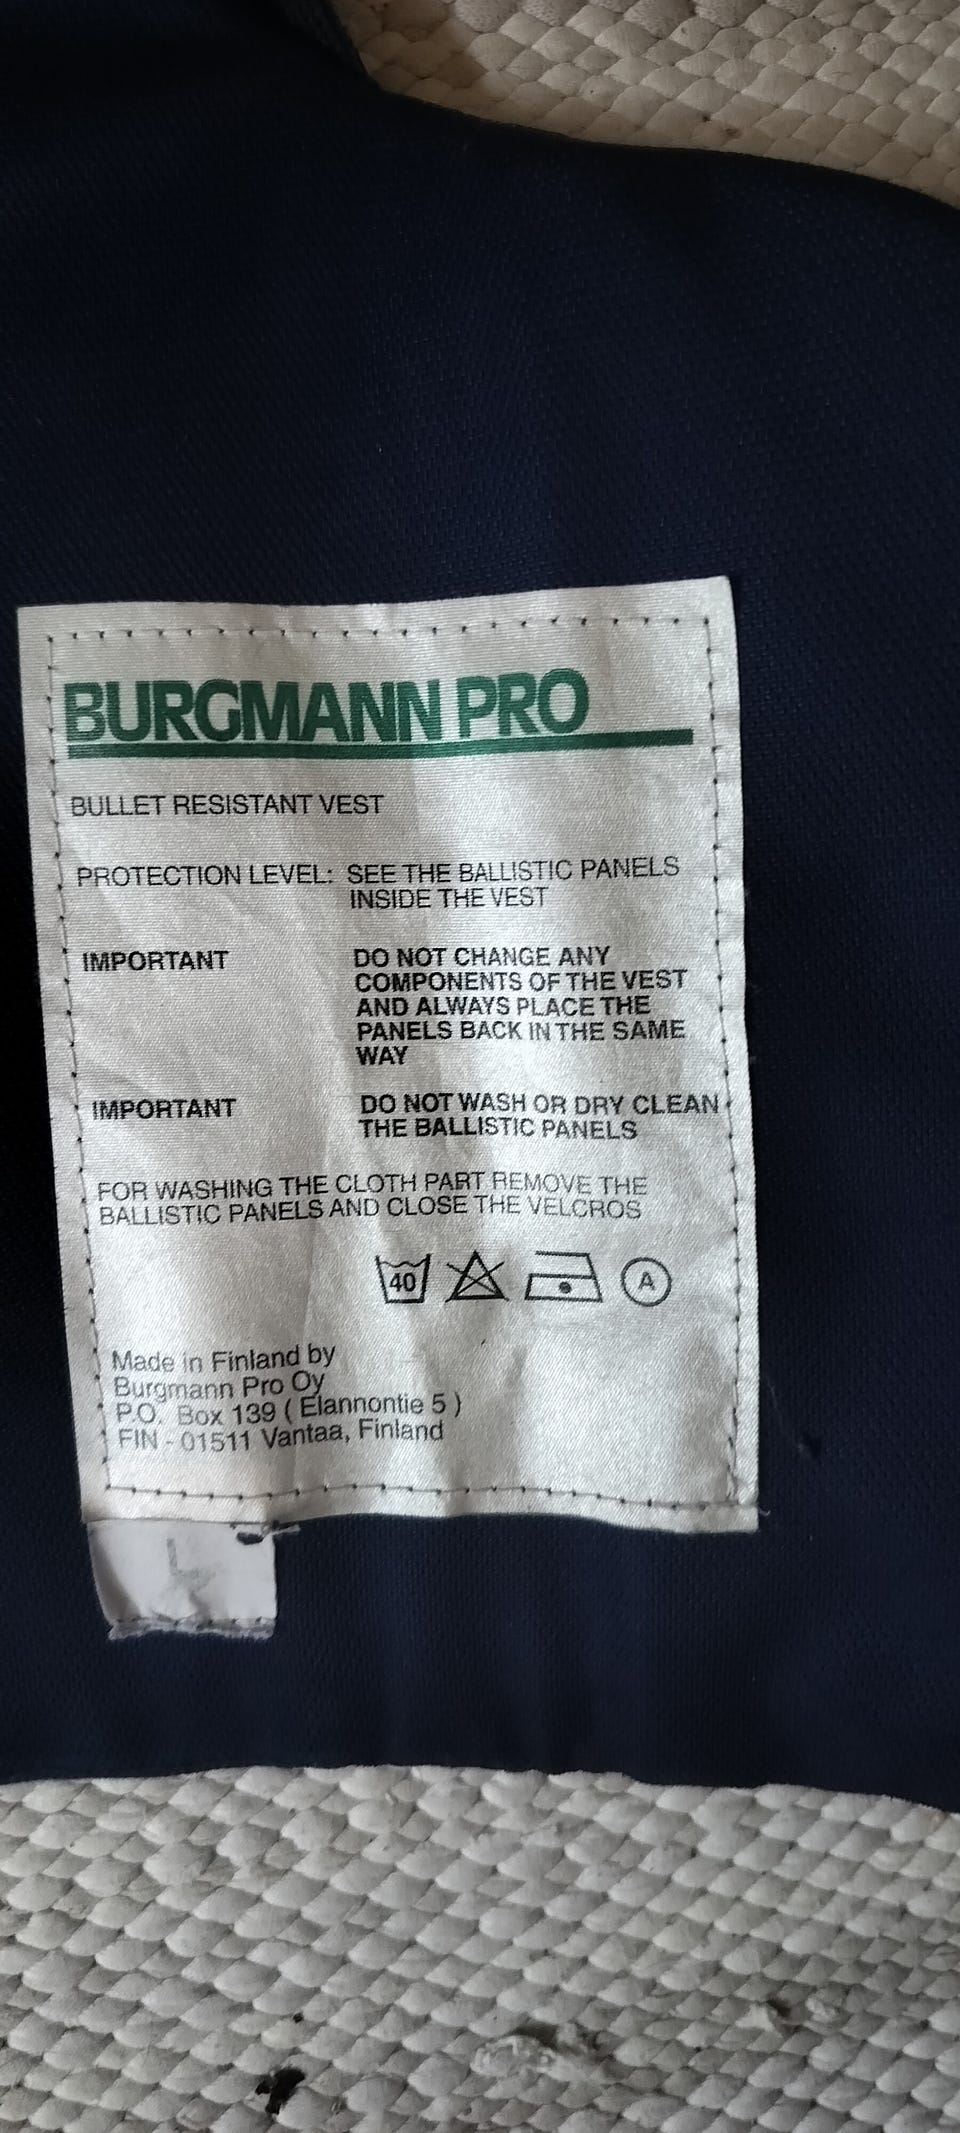 BURGMANN PRO
BULLET RESISTANT VEST
PROTECTION LEVEL: SEE THE BALLISTIC PANELS
INSIDE THE VEST
IMPORTANT DO NOT CHANGE ANY
COMPONENTS OF THE VEST
AND ALWAYS PLACE THE
PANELS BACK IN THE SAME
WAY
IMPORTANT DO NOT WASH OR DRY CLEAN
THE BALLISTIC PANELS
FOR WASHING THE CLOTH PART REMOVE THE
BALLISTIC PANELS AND CLOSE THE VELCROS
40 A
Made in Finland by
Burgmann Pro Oy
P.O. Box 139 ( Elannontie 5 )
FIN - 01511 Vantaa, Finland
L